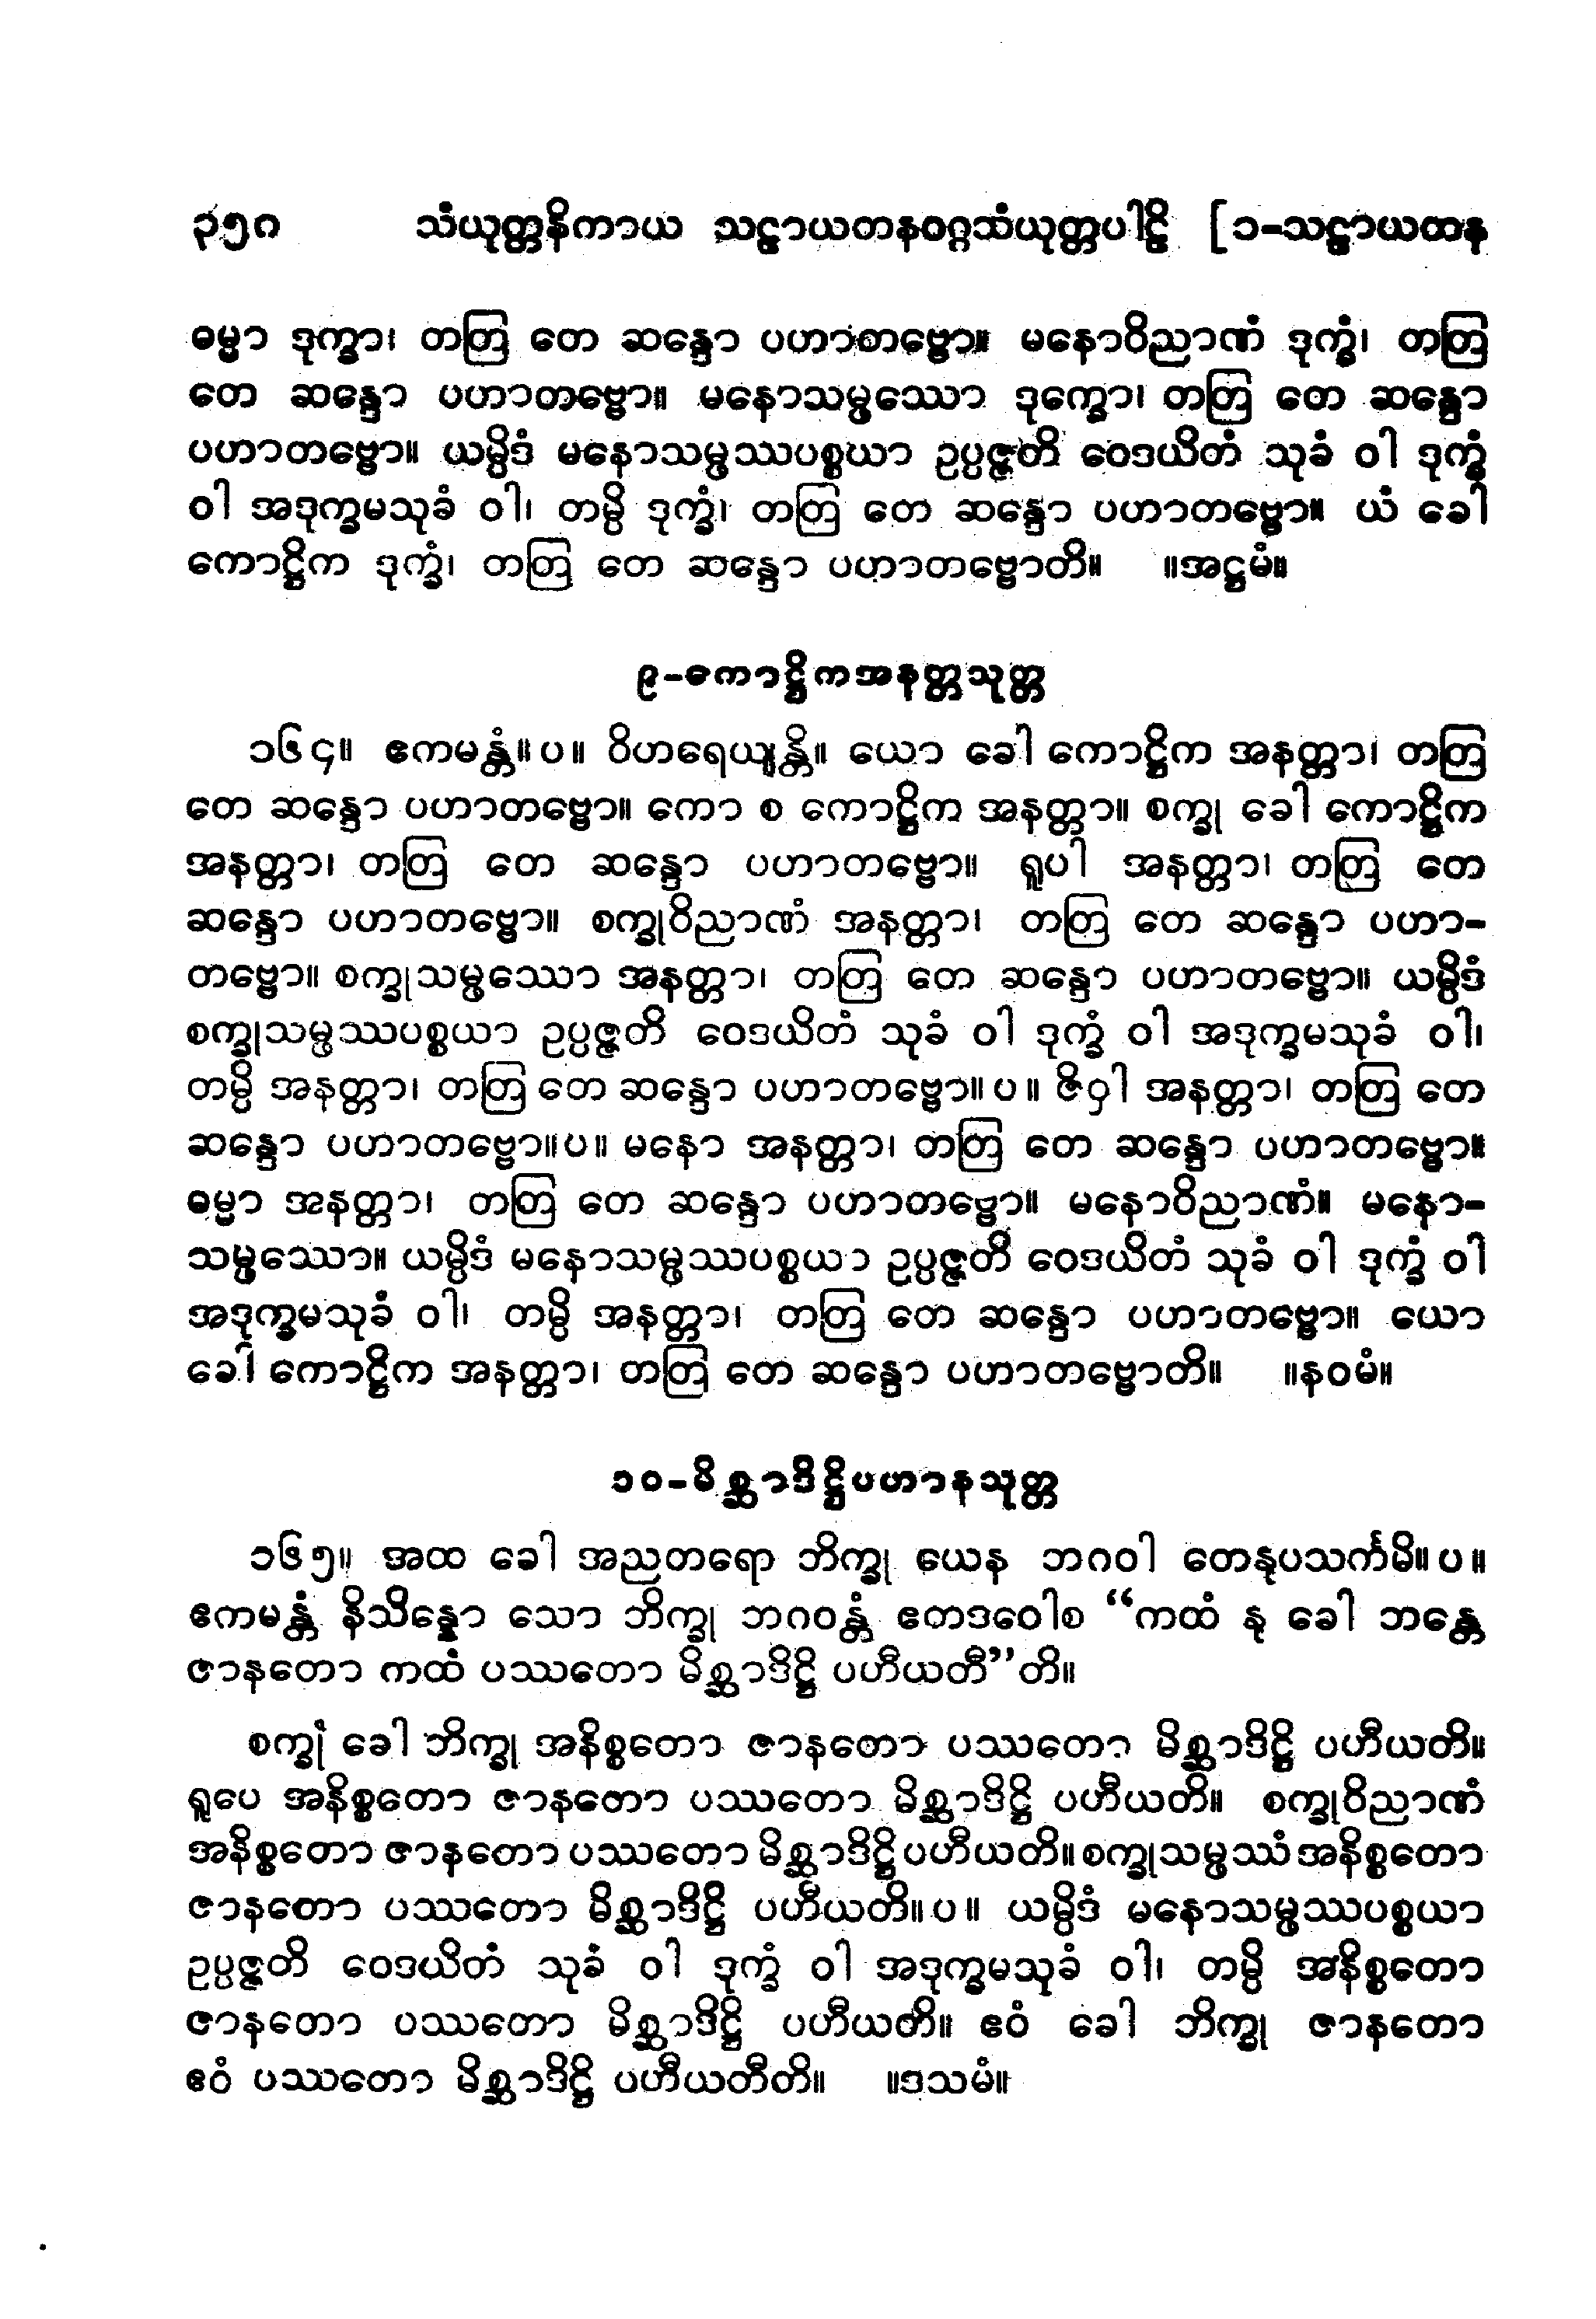 ၃၅၈ သံယုတ္တနိကာယ သဠာယတနဝဂ္ဂသံယုတ္တပါဠိ [၁-သဠာယတန
ဓမ္မာ ဒုက္ခာ၊ တတြ တေ ဆန္ဒော ပဟာတဗ္ဗော။ မနောဝိညာဏံ ဒုက္ခံ၊ တတြ
တေ ဆန္ဒော ပဟာတဗ္ဗော။ မနောသမ္ဖဿော ဒုက္ခော၊ တတြ တေ ဆန္ဒော
ပဟာတဗ္ဗော။ ယမ္ပိဒံ မနောသမ္ဖဿပစ္စယာ ဥပ္ပဇ္ဇတိ ဝေဒယိတံ သုခံ ဝါ ဒုက္ခံ
ဝါ အဒုက္ခမသုခံ ဝါ၊ တမ္ပိ ဒုက္ခံ၊ တတြ တေ ဆန္ဒော ပဟာတဗ္ဗော။ ယံ ခေါ
ကောဋ္ဌိက ဒုက္ခံ၊ တတြ တေ ဆန္ဒော ပဟာတဗ္ဗောတိ။ ။အဋ္ဌမံ။
၉-ကောဋ္ဌိကအနတ္တသုတ္တ
၁၆၄။ ဧကမန္တံ။ပ။ ဝိဟရေယျန္တိ။ ယော ခေါ ကောဋ္ဌိက အနတ္တာ၊ တတြ
တေ ဆန္ဒော ပဟာတဗ္ဗော။ ကော စ ကောဋ္ဌိက အနတ္တာ။ စက္ခု ခေါ ကောဋ္ဌိက
အနတ္တာ၊ တတြ တေ ဆန္ဒော ပဟာတဗ္ဗော။ ရူပါ အနတ္တာ၊ တတြ တေ
ဆန္ဒော ပဟာတဗ္ဗော။ စက္ခုဝိညာဏံ အနတ္တာ၊ တတြ တေ ဆန္ဒော ပဟာ-
တဗ္ဗော။ စက္ခုသမ္ဖဿော အနတ္တာ၊ တတြ တေ ဆန္ဒော ပဟာတဗ္ဗော။ ယမ္ပိဒံ
စက္ခုသမ္ဖဿပစ္စယာ ဥပ္ပဇ္ဇတိ ဝေဒယိတံ သုခံ ဝါ ဒုက္ခံ ဝါ အဒုက္ခမသုခံ ဝါ၊
တမ္ပိ အနတ္တာ၊ တတြ တေ ဆန္ဒော ပဟာတဗ္ဗော။ပ။ ဇိဝှါ အနတ္တာ၊ တတြ တေ
ဆန္ဒော ပဟာတဗ္ဗော။ပ။ မနော အနတ္တာ၊ တတြ တေ ဆန္ဒော ပဟာတဗ္ဗော။
ဓမ္မာ အနတ္တာ၊ တတြ တေ ဆန္ဒော ပဟာတဗ္ဗော။ မနောဝိညာဏံ။ မနော-
သမ္ဖဿော။ ယမ္ပိဒံ မနောသမ္ဖဿပစ္စယာ ဥပ္ပဇ္ဇတိ ဝေဒယိတံ သုခံ ဝါ ဒုက္ခံ ဝါ
အဒုက္ခမသုခံ ဝါ၊ တမ္ပိ အနတ္တာ၊ တတြ တေ ဆန္ဒော ပဟာတဗ္ဗော။ ယော
ခေါ ကောဋ္ဌိက အနတ္တာ၊ တတြ တေ ဆန္ဒော ပဟာတဗ္ဗောတိ။ ။နဝမံ။
၁၀-မိစ္ဆာဒိဋ္ဌိပဟာနသုတ္တ
၁၆၅။ အထ ခေါ အညတရော ဘိက္ခု ယေန ဘဂဝါ တေနုပသင်္ကမိ။ပ။
ဧကမန္တံ နိသိန္နော သော ဘိက္ခု ဘဂဝန္တံ ဧတဒဝေါစ “ကထံ နု ခေါ ဘန္တေ
ဇာနတော ကထံ ပဿတော မိစ္ဆာဒိဋ္ဌိ ပဟီယတီ”တိ။
စက္ခုံ ခေါ ဘိက္ခု အနိစ္စတော ဇာနတော ပဿတော မိစ္ဆာဒိဋ္ဌိ ပဟီယတိ။
ရူပေ အနိစ္စတော ဇာနတော ပဿတော မိစ္ဆာဒိဋ္ဌိ ပဟီယတိ။ စက္ခုဝိညာဏံ
အနိစ္စတော ဇာနတော ပဿတော မိစ္ဆာဒိဋ္ဌိ ပဟီယတိ။ စက္ခုသမ္ဖဿံ အနိစ္စတော
ဇာနတော ပဿတော မိစ္ဆာဒိဋ္ဌိ ပဟီယတိ။ပ။ ယမ္ပိဒံ မနောသမ္ဖဿပစ္စယာ
ဥပ္ပဇ္ဇတိ ဝေဒယိတံ သုခံ ဝါ ဒုက္ခံ ဝါ အဒုက္ခမသုခံ ဝါ၊ တမ္ပိ အနိစ္စတော
ဇာနတော ပဿတော မိစ္ဆာဒိဋ္ဌိ ပဟီယတိ။ ဧဝံ ခေါ ဘိက္ခု ဇာနတော
ဧဝံ ပဿတော မိစ္ဆာဒိဋ္ဌိ ပဟီယတီတိ။ ။ဒသမံ။